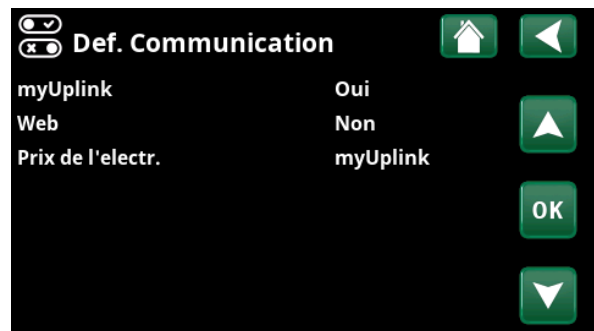 Def. Communication
myUplink Oui
Web Non
Prix de l'electr. myUplink
OK